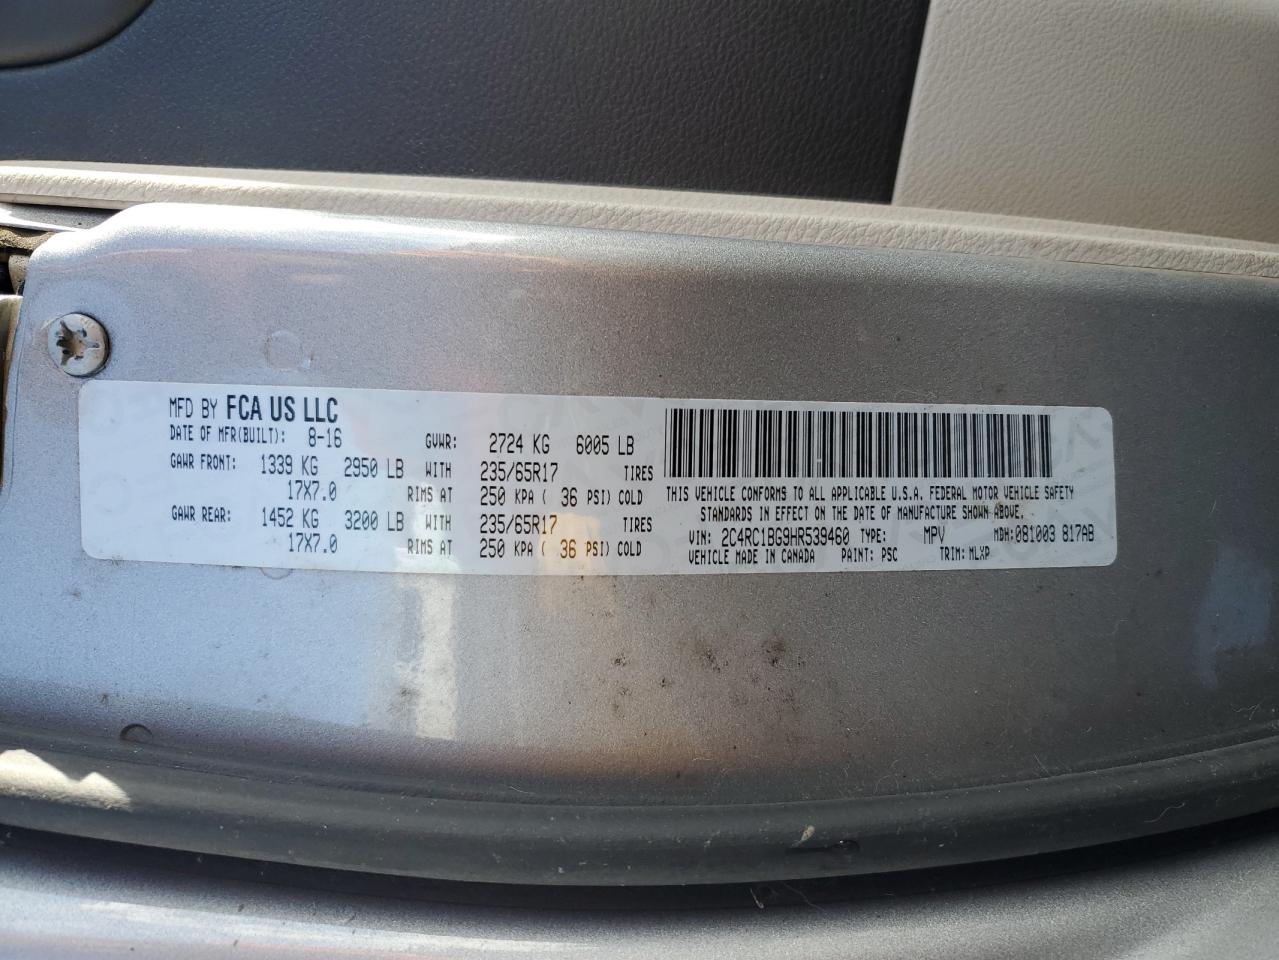 MFD BY FCA US LLC
DATE OF MFR(BUILT): 8-16 GVWR: 2724 KG 6005 LB
GAWR FRONT: 1339 KG 2950 LB WITH 235/65R17 TIRES
17X7.0 RIMS AT 250 KPA ( 36 PSI) COLD
GAWR REAR: 1452 KG 3200 LB WITH 235/65R17 TIRES
17X7.0 RIMS AT 250 KPA ( 36 PSI) COLD
THIS VEHICLE CONFORMS TO ALL APPLICABLE U.S.A. FEDERAL MOTOR VEHICLE SAFETY
STANDARDS IN EFFECT ON THE DATE OF MANUFACTURE SHOWN ABOVE.
VIN: 2C4RC1BG9HR539460 TYPE: MPV MDH:081003 817AB
VEHICLE MADE IN CANADA PAINT: PSC TRIM: MLXP